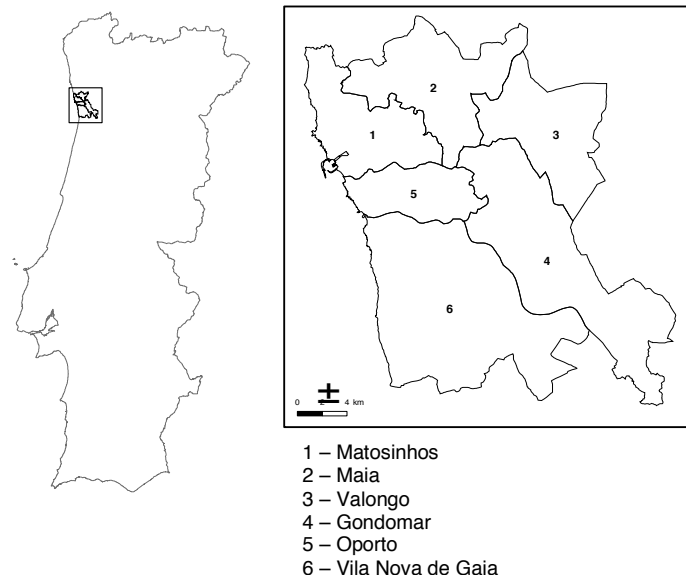 2
1
3
5
4
6
0 2 4 km
1 – Matosinhos
2 – Maia
3 – Valongo
4 – Gondomar
5 – Oporto
6 – Vila Nova de Gaia